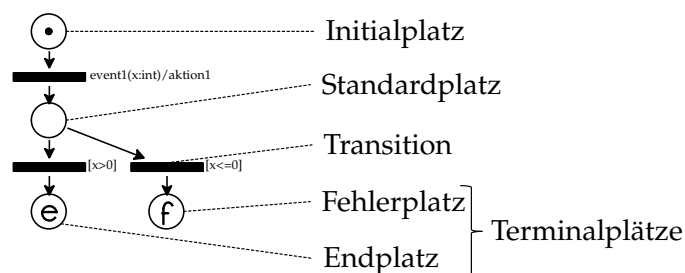 Initialplatz
event1(x:int)/aktion1
Standardplatz
Transition
[x>0]
[x<=0]
Fehlerplatz
e
f
Terminalplätze
Endplatz